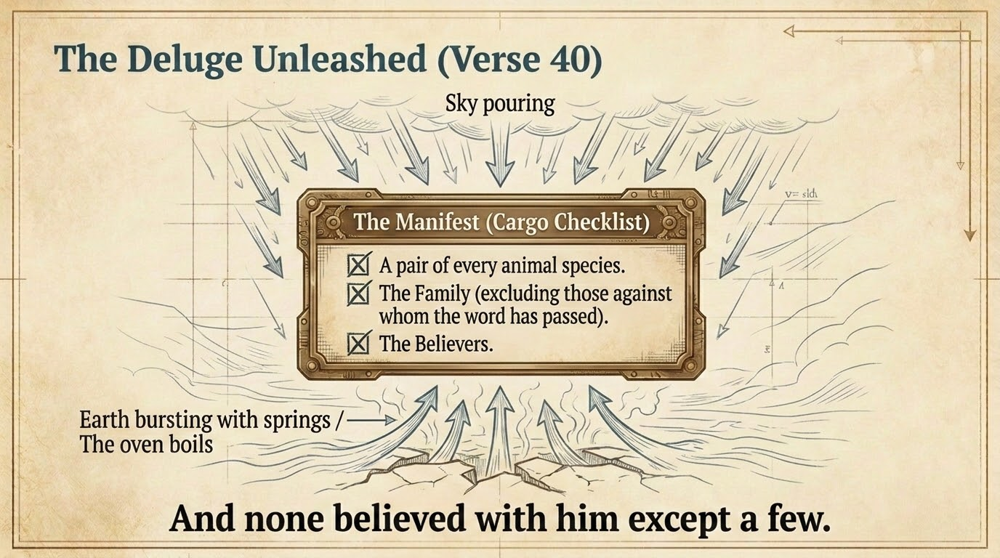 The Deluge Unleashed (Verse 40)
Sky pouring
The Manifest (Cargo Checklist)
A pair of every animal species.
The Family (excluding those against
whom the word has passed).
The Believers.
Earth bursting with springs /
The oven boils
And none believed with him except a few.